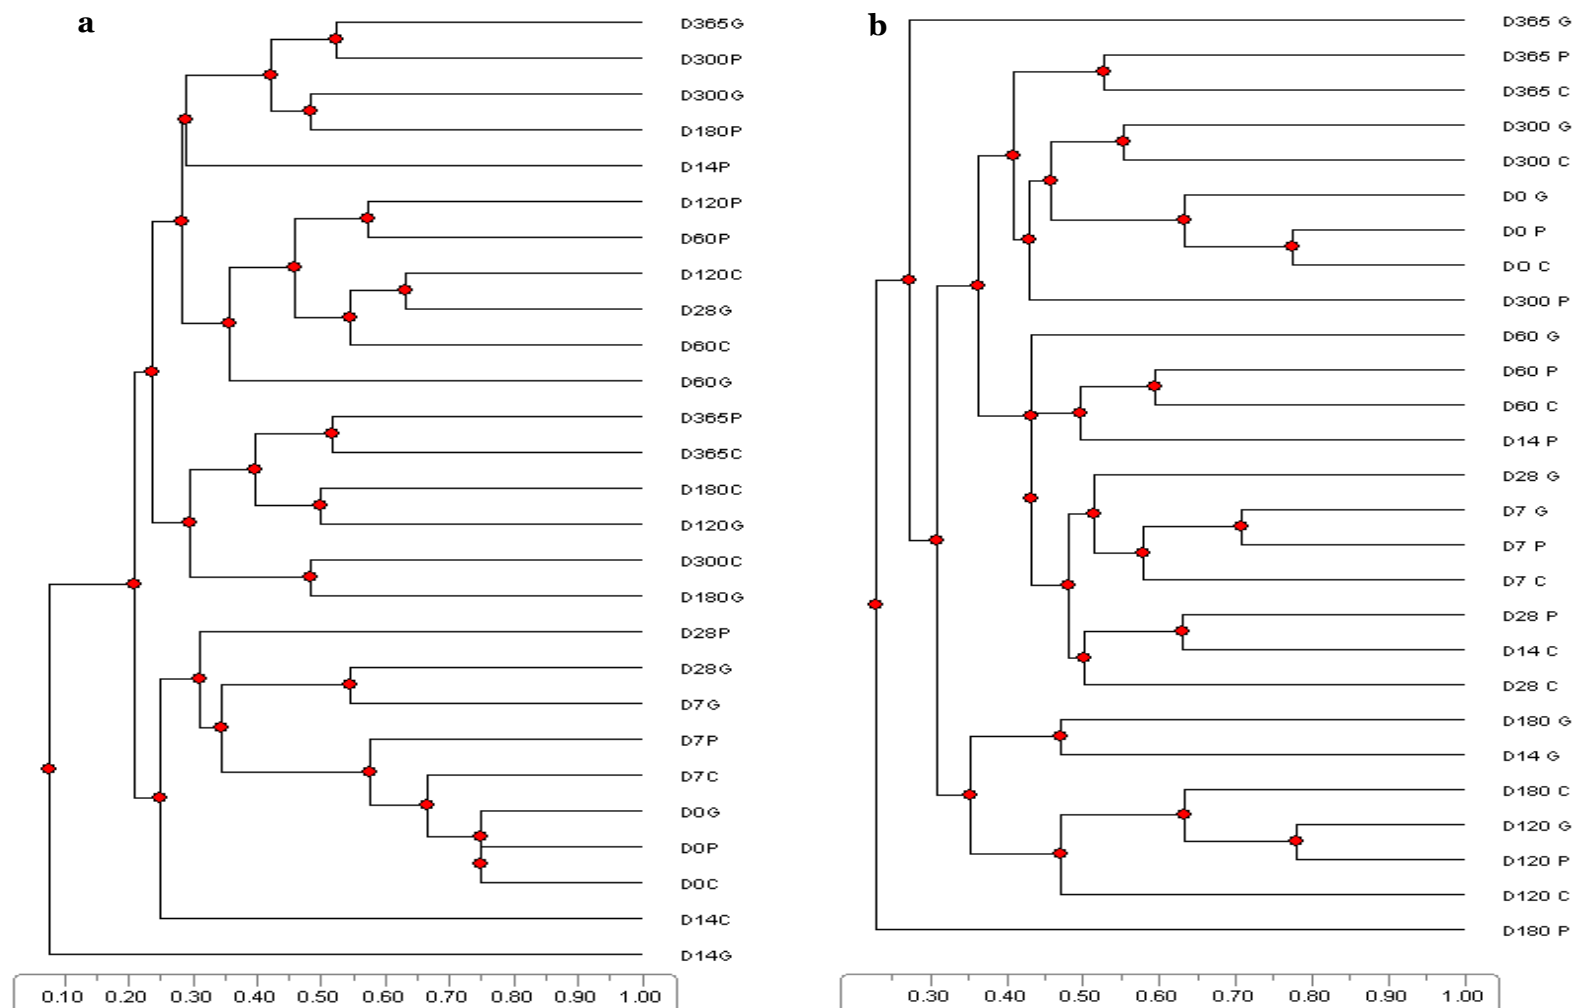 a
D365G
D300P
D300G
D180P
D14P
D120P
D60P
D120C
D28G
D60C
D60G
D365P
D365C
D180C
D120G
D300C
D180G
D28P
D28G
D7G
D7P
D7C
D0G
D0P
D0C
D14C
D14G
0.10 0.20 0.30 0.40 0.50 0.60 0.70 0.80 0.90 1.00
b
D365 G
D365 P
D365 C
D300 G
D300 C
D0 G
D0 P
D0 C
D300 P
D60 G
D60 P
D60 C
D14 P
D28 G
D7 G
D7 P
D7 C
D28 P
D14 C
D28 C
D180 G
D14 G
D180 C
D120 G
D120 P
D120 C
D180 P
0.30 0.40 0.50 0.60 0.70 0.80 0.90 1.00